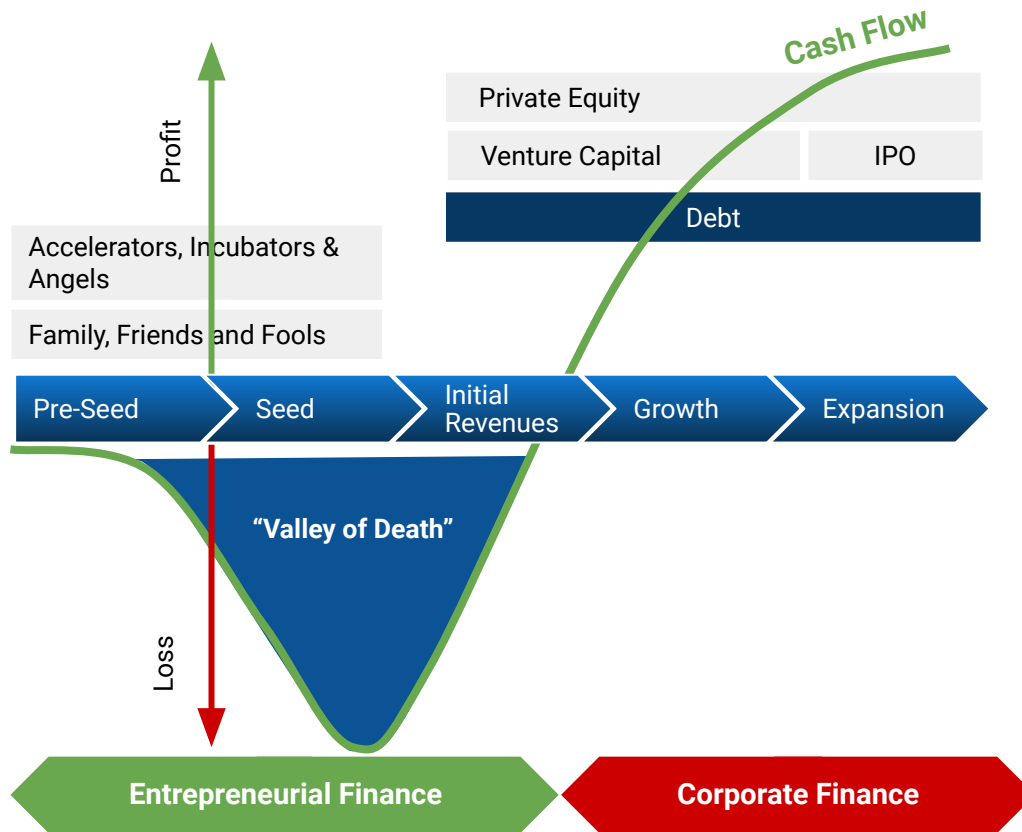 Cash Flow
Profit
Private Equity
Venture Capital
IPO
Debt
Accelerators, Incubators &
Angels
Family, Friends and Fools
Pre-Seed
Seed
Initial
Revenues
Growth
Expansion
“Valley of Death”
Loss
Entrepreneurial Finance
Corporate Finance